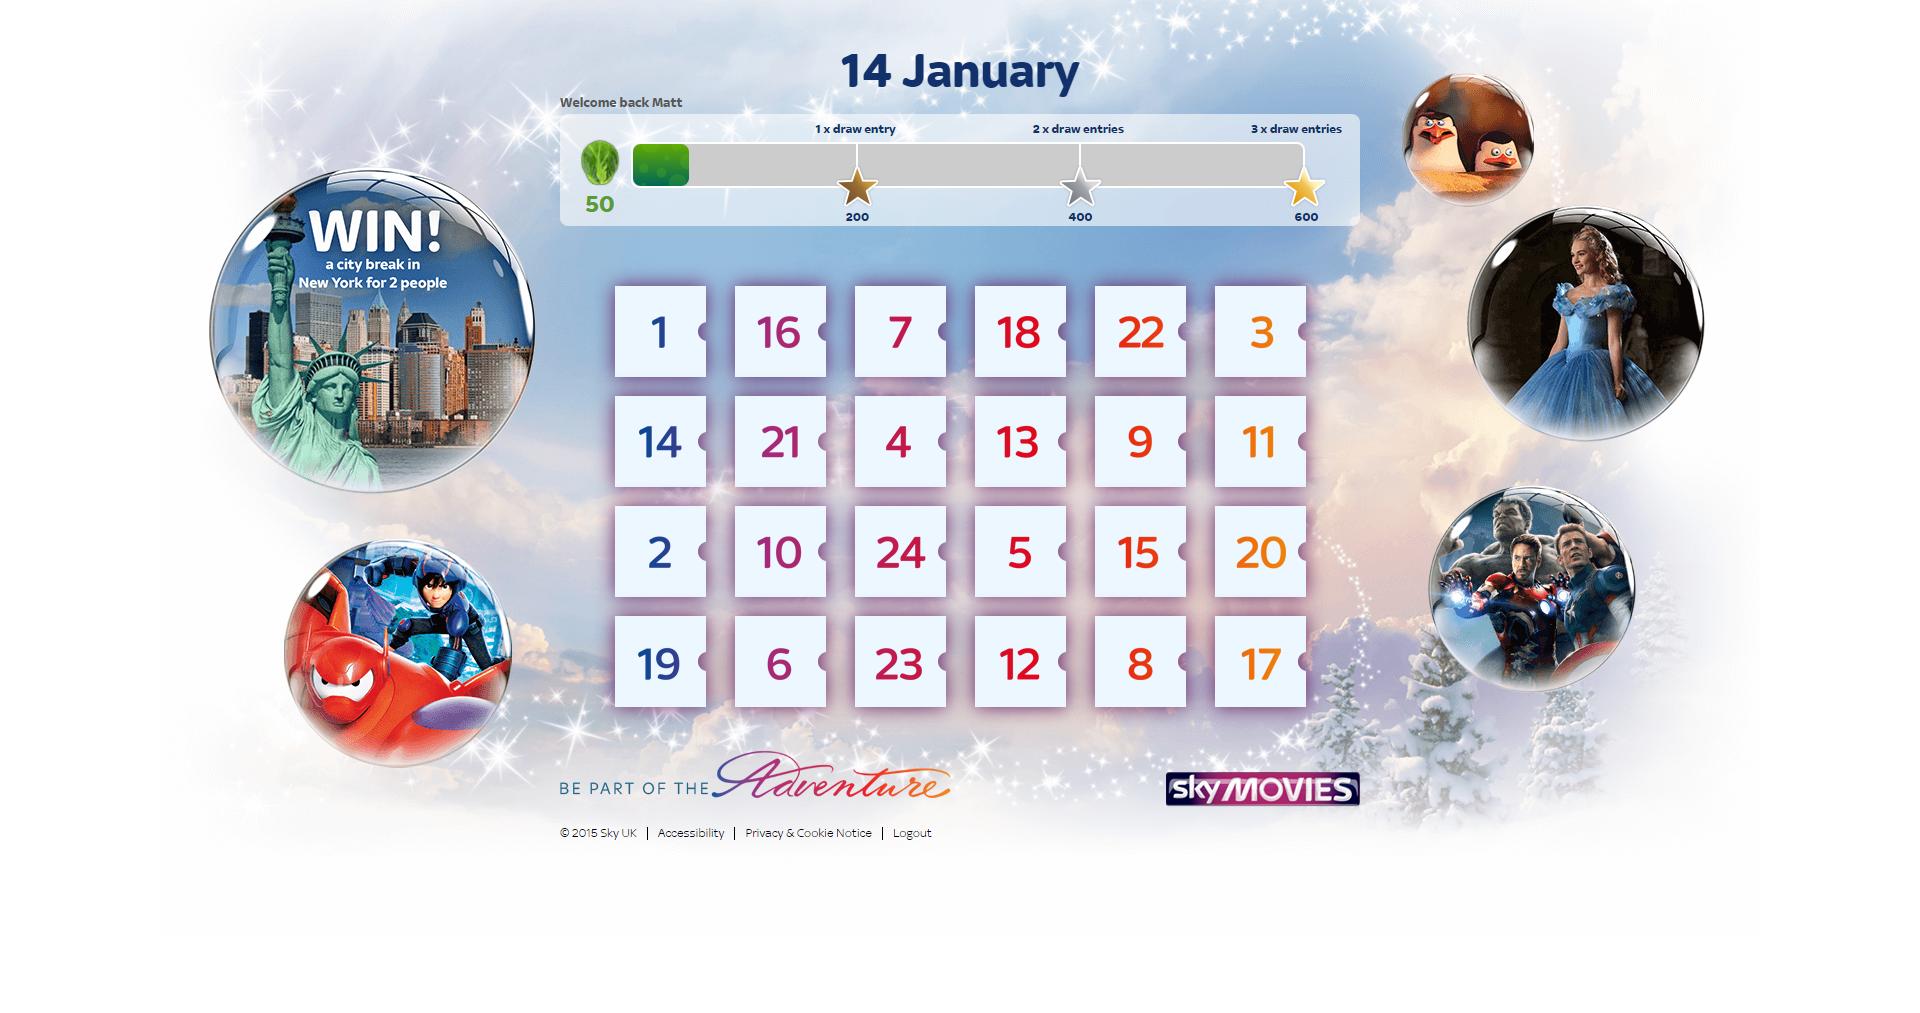 14 January
Welcome back Matt
1 x draw entry
2 x draw entries
3 x draw entries
50
200
400
600
WIN!
a city break in
New York for 2 people
1 16 7 18 22 3
14 21 4 13 9 11
2 10 24 5 15 20
19 6 23 12 8 17
BE PART OF THE Adventure
sky MOVIES
© 2015 Sky UK | Accessibility | Privacy & Cookie Notice | Logout